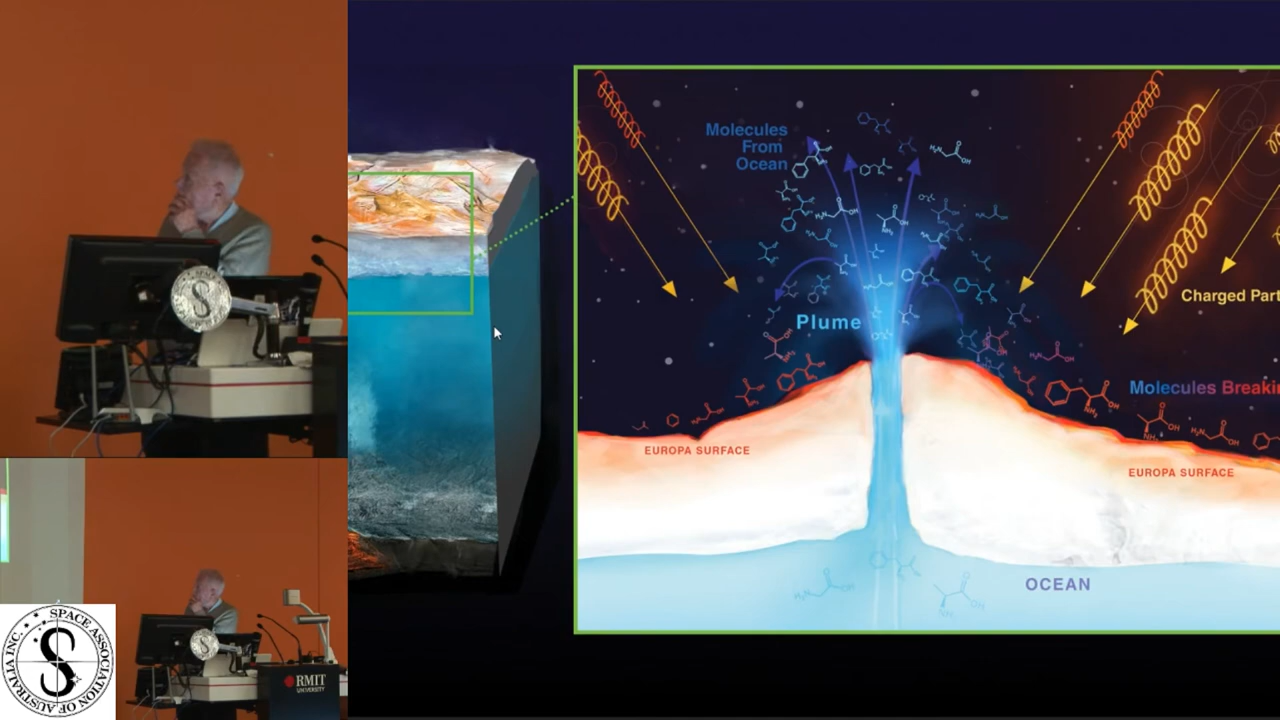 Molecules
From
Ocean
Plume
Charged Part
Molecules Breakin
EUROPA SURFACE
EUROPA SURFACE
OCEAN
SPACE ASSOCIATION OF AUSTRALIA INC.
S
RMIT
UNIVERSITY